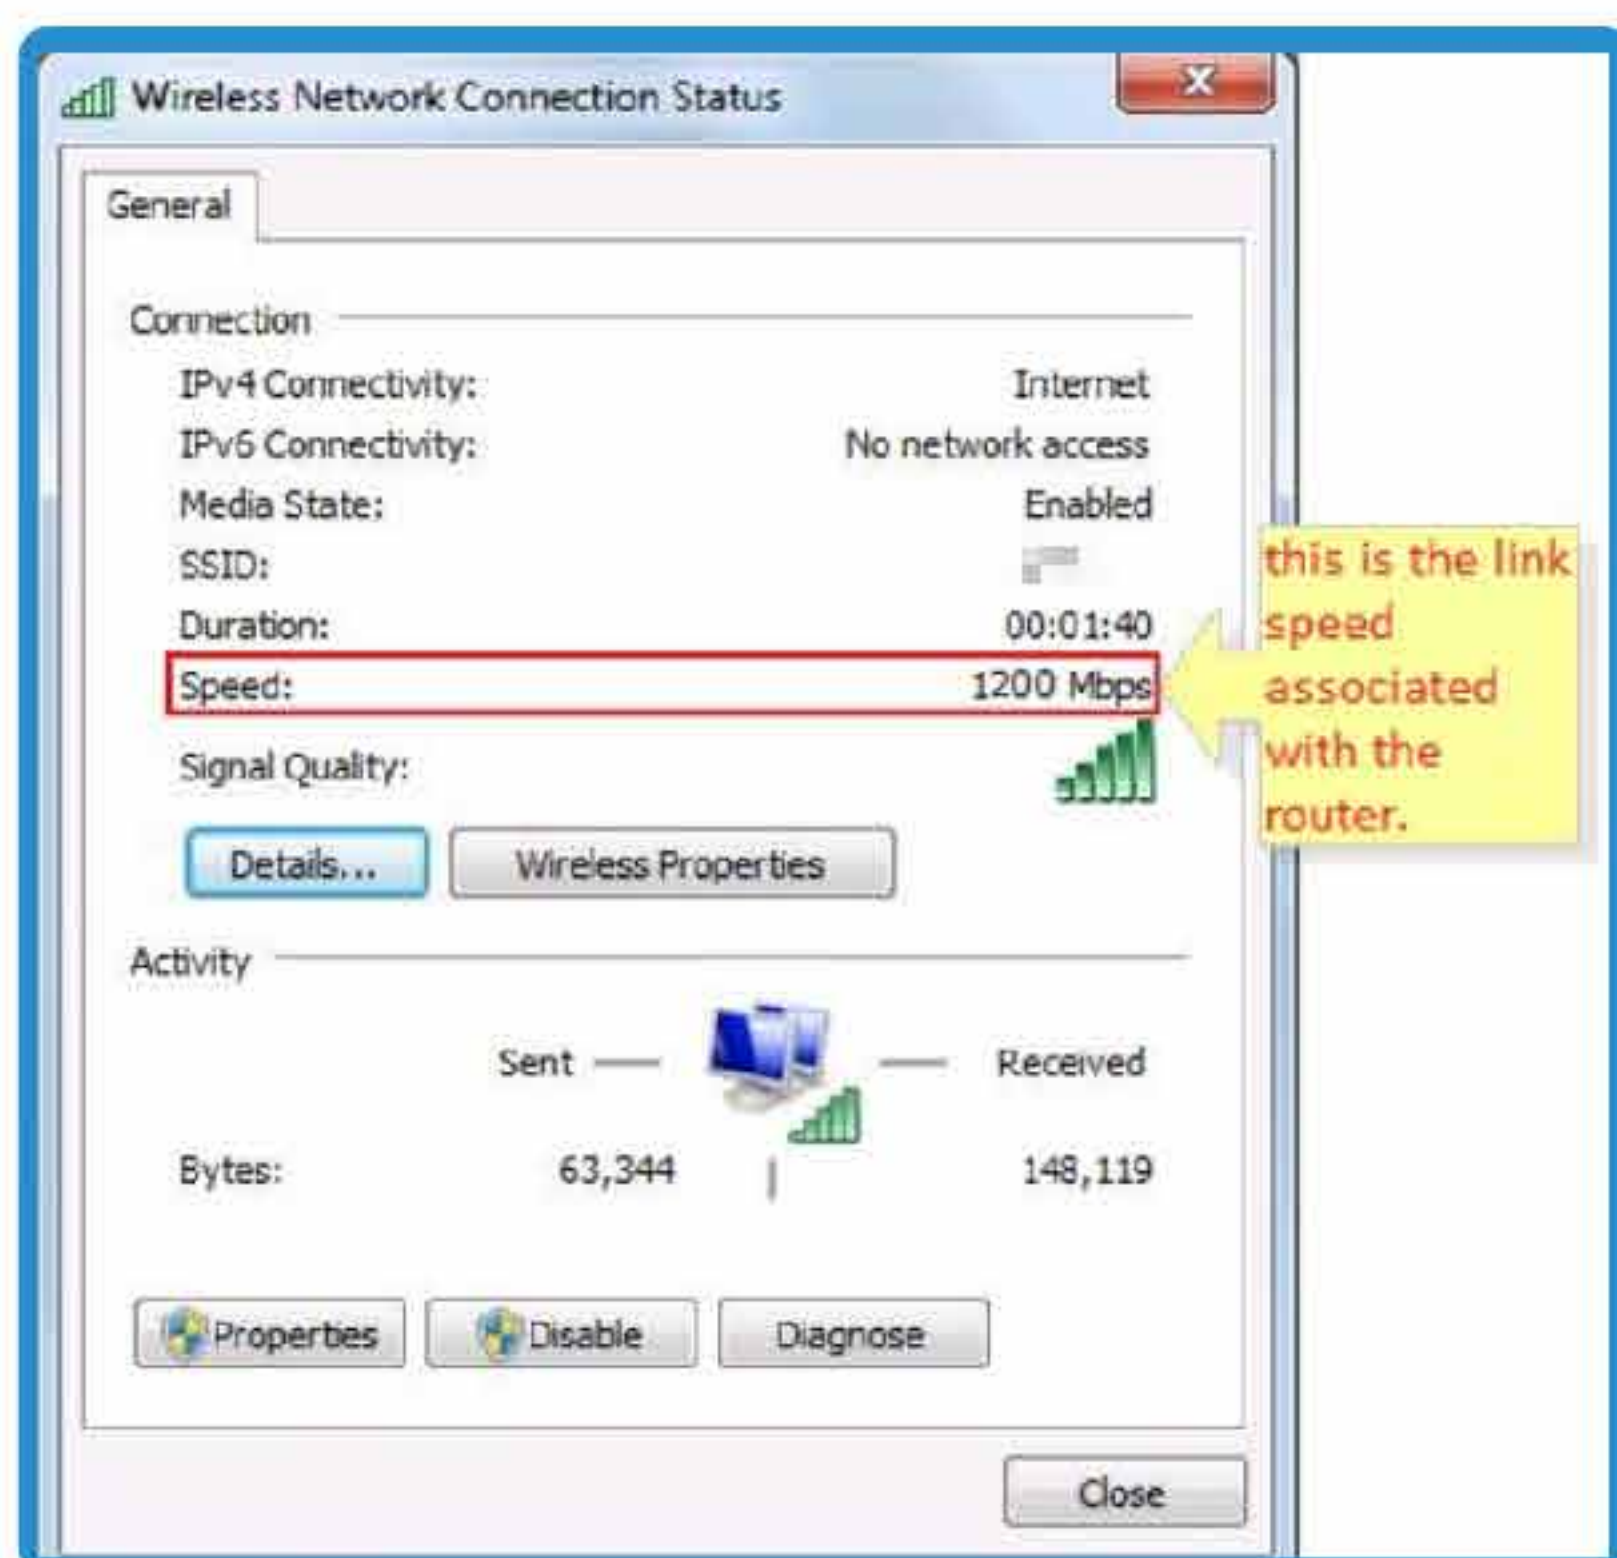 Wireless Network Connection Status
General
Connection
IPv4 Connectivity: Internet
IPv6 Connectivity: No network access
Media State: Enabled
SSID:
Duration: 00:01:40
Speed: 1200 Mbps
Signal Quality:
this is the link
speed
associated
with the
router.
Details... Wireless Properties
Activity
Sent Received
Bytes: 63,344 148,119
Properties Disable Diagnose
Close